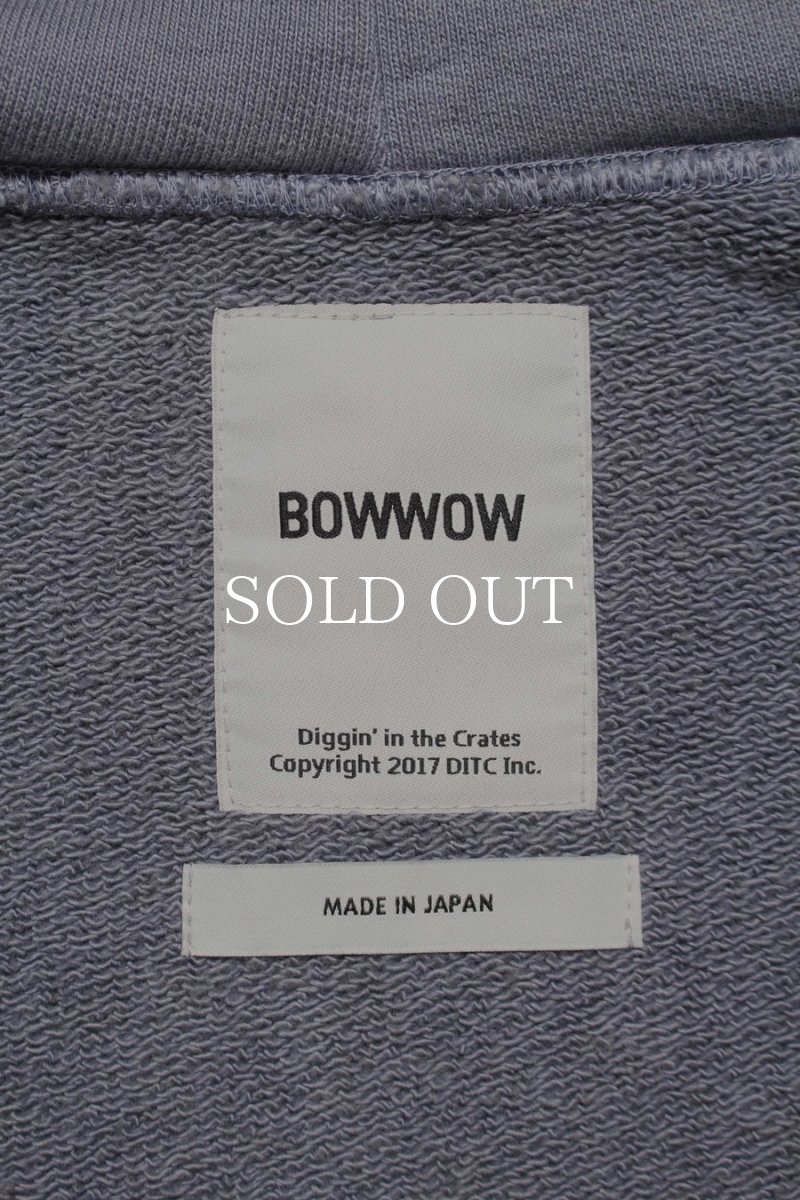 BOWWOW
SOLD OUT
Diggin' in the Crates
Copyright 2017 DITC Inc.
MADE IN JAPAN